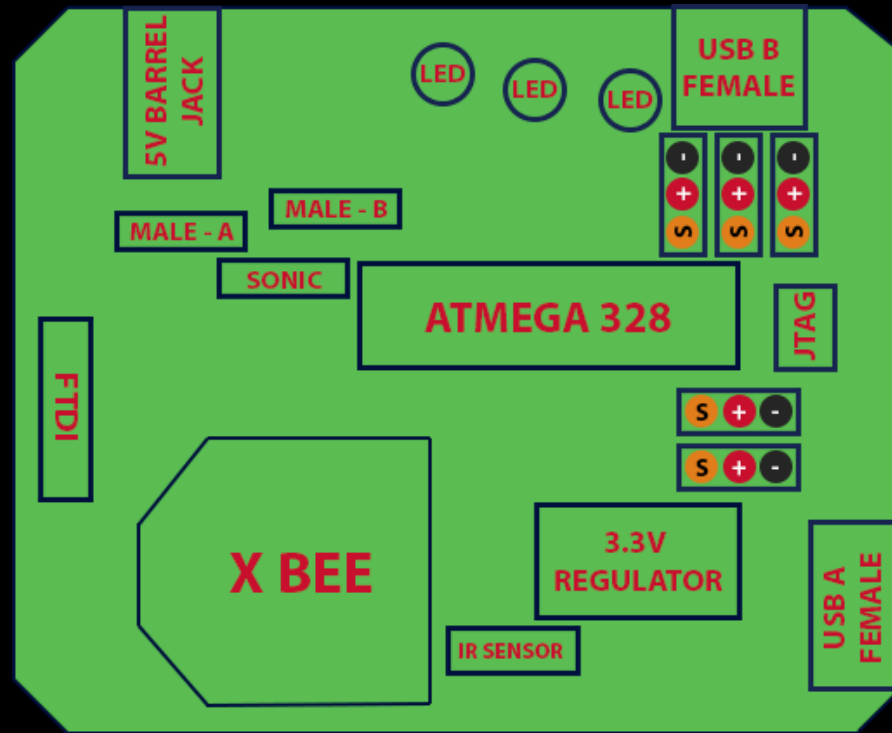 5V BARREL
JACK
LED
LED
LED
USB B
FEMALE
- - -
+ + +
S S S
MALE - A
MALE - B
SONIC
ATMEGA 328
JTAG
FTDI
S + -
S + -
X BEE
3.3V
REGULATOR
IR SENSOR
USB A
FEMALE